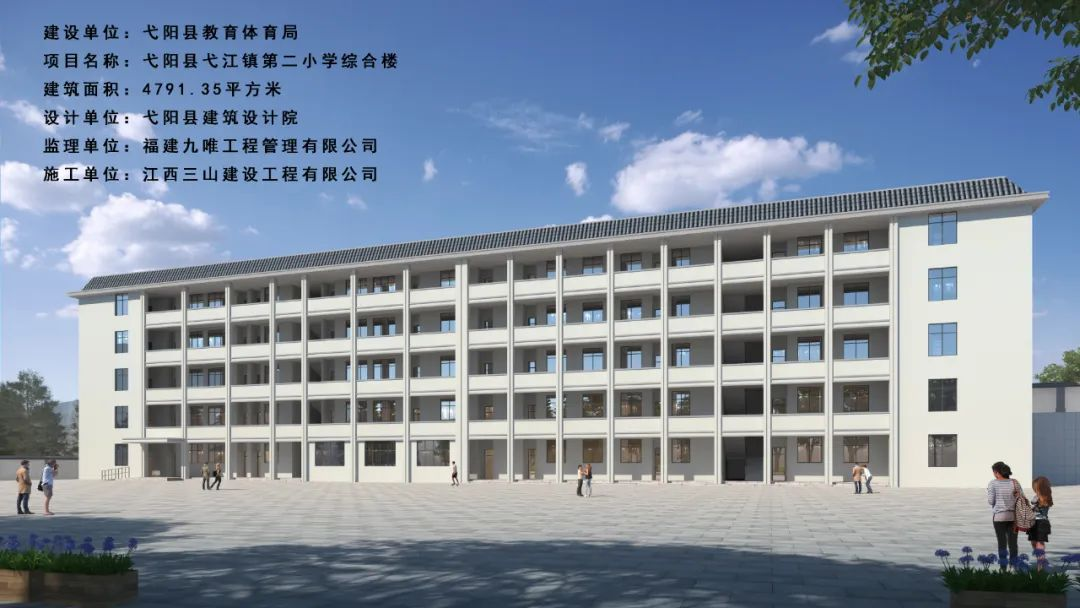 建设单位：弋阳县教育体育局
项目名称：弋阳县弋江镇第二小学综合楼
建筑面积：4791.35平方米
设计单位：弋阳县建筑设计院
监理单位：福建九唯工程管理有限公司
施工单位：江西三山建设工程有限公司